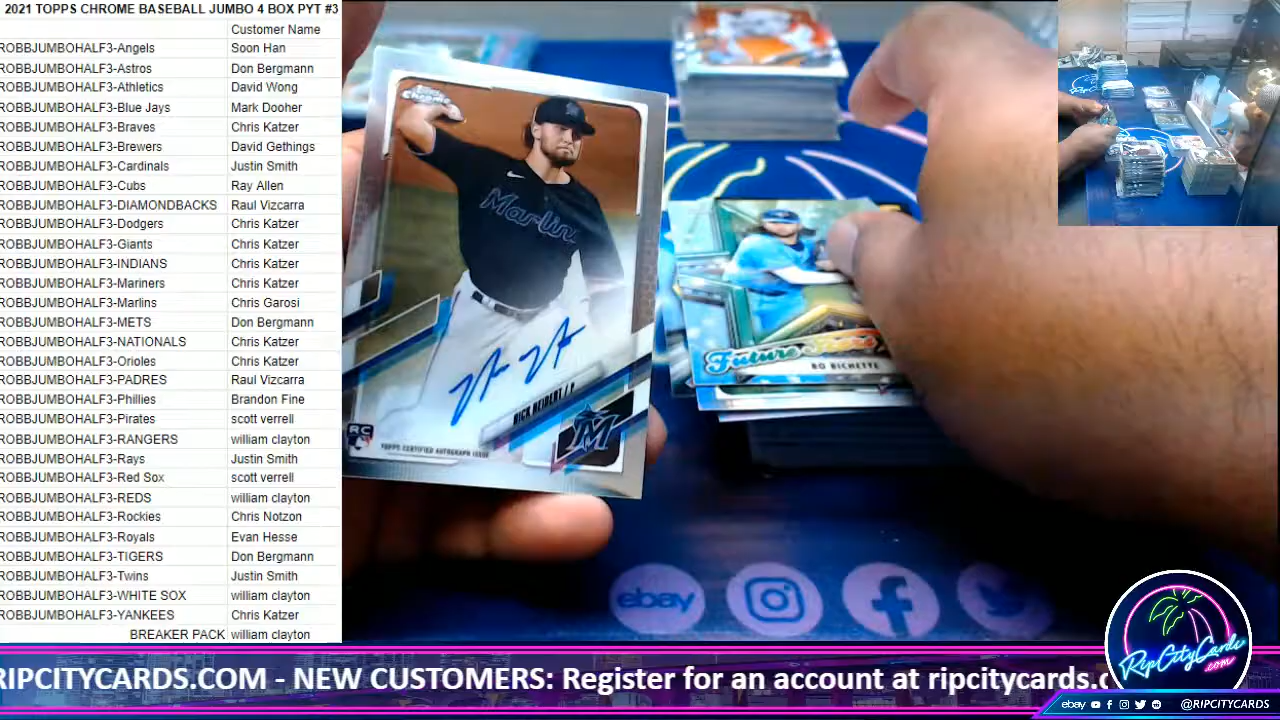 2021 TOPPS CHROME BASEBALL JUMBO 4 BOX PYT #3
Customer Name
ROBBJUMBOHALF3-Angels Soon Han
ROBBJUMBOHALF3-Astros Don Bergmann
ROBBJUMBOHALF3-Athletics David Wong
ROBBJUMBOHALF3-Blue Jays Mark Dooher
ROBBJUMBOHALF3-Braves Chris Katzer
ROBBJUMBOHALF3-Brewers David Gethings
ROBBJUMBOHALF3-Cardinals Justin Smith
ROBBJUMBOHALF3-Cubs Ray Allen
ROBBJUMBOHALF3-DIAMONDBACKS Raul Vizcarra
ROBBJUMBOHALF3-Dodgers Chris Katzer
ROBBJUMBOHALF3-Giants Chris Katzer
ROBBJUMBOHALF3-INDIANS Chris Katzer
ROBBJUMBOHALF3-Mariners Chris Katzer
ROBBJUMBOHALF3-Marlins Chris Garosi
ROBBJUMBOHALF3-METS Don Bergmann
ROBBJUMBOHALF3-NATIONALS Chris Katzer
ROBBJUMBOHALF3-Orioles Chris Katzer
ROBBJUMBOHALF3-PADRES Raul Vizcarra
ROBBJUMBOHALF3-Phillies Brandon Fine
ROBBJUMBOHALF3-Pirates scott verrell
ROBBJUMBOHALF3-RANGERS william clayton
ROBBJUMBOHALF3-Rays Justin Smith
ROBBJUMBOHALF3-Red Sox scott verrell
ROBBJUMBOHALF3-REDS william clayton
ROBBJUMBOHALF3-Rockies Chris Notzon
ROBBJUMBOHALF3-Royals Evan Hesse
ROBBJUMBOHALF3-TIGERS Don Bergmann
ROBBJUMBOHALF3-Twins Justin Smith
ROBBJUMBOHALF3-WHITE SOX william clayton
ROBBJUMBOHALF3-YANKEES Chris Katzer
BREAKER PACK william clayton
Topps Chrome
Marlins
NICK NEIDERT / P
RC
TOPPS CERTIFIED AUTOGRAPH ISSUE
M
Future Stars
BO BICHETTE
ebay
RIPCITYCARDS.COM - NEW CUSTOMERS: Register for an account at ripcitycards.c
RipCityCards
.com
ebay @RIPCITYCARDS